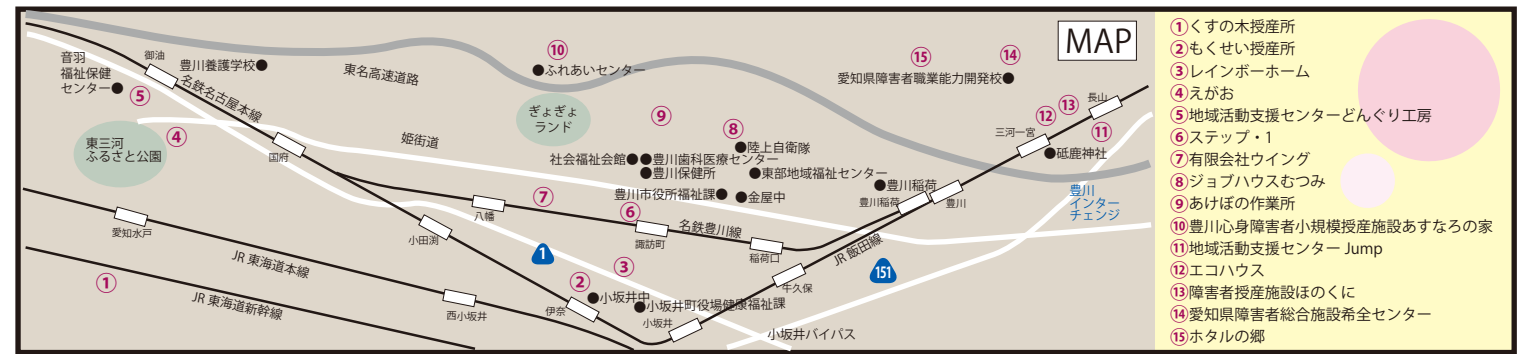 MAP
音羽
福祉保健
センター
御油
豊川養護学校
名鉄名古屋本線
東名高速道路
⑩
ふれあいセンター
⑮
⑭
愛知県障害者職業能力開発校
⑤
④
東三河
ふるさと公園
国府
姫街道
ぎょぎょ
ランド
⑨
⑧
陸上自衛隊
社会福祉会館
豊川歯科医療センター
豊川保健所
東部地域福祉センター
豊川市役所福祉課
金屋中
豊川稲荷
豊川稲荷
豊川
⑫
⑬
長山
三河一宮
⑪
砥鹿神社
豊川
インター
チェンジ
愛知水戸
八幡
⑦
⑥
諏訪町
名鉄豊川線
稲荷口
JR 飯田線
小田渕
1
151
JR 東海道本線
JR 東海道新幹線
①
西小坂井
②
伊奈
小坂井中
③
小坂井町役場健康福祉課
小坂井
牛久保
小坂井バイパス
①くすの木授産所
②もくせい授産所
③レインボーホーム
④えがお
⑤地域活動支援センターどんぐり工房
⑥ステップ・1
⑦有限会社ウイング
⑧ジョブハウスむつみ
⑨あけぼの作業所
⑩豊川心身障害者小規模授産施設あすなろの家
⑪地域活動支援センター Jump
⑫エコハウス
⑬障害者授産施設ほのくに
⑭愛知県障害者総合施設希全センター
⑮ホタルの郷